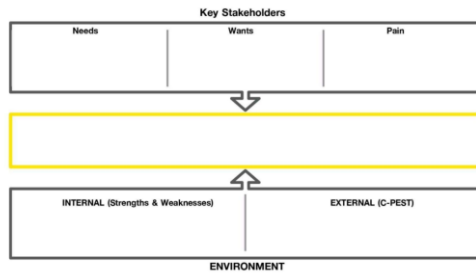 Key Stakeholders
Needs Wants Pain
INTERNAL (Strengths & Weaknesses) EXTERNAL (C-PEST)
ENVIRONMENT